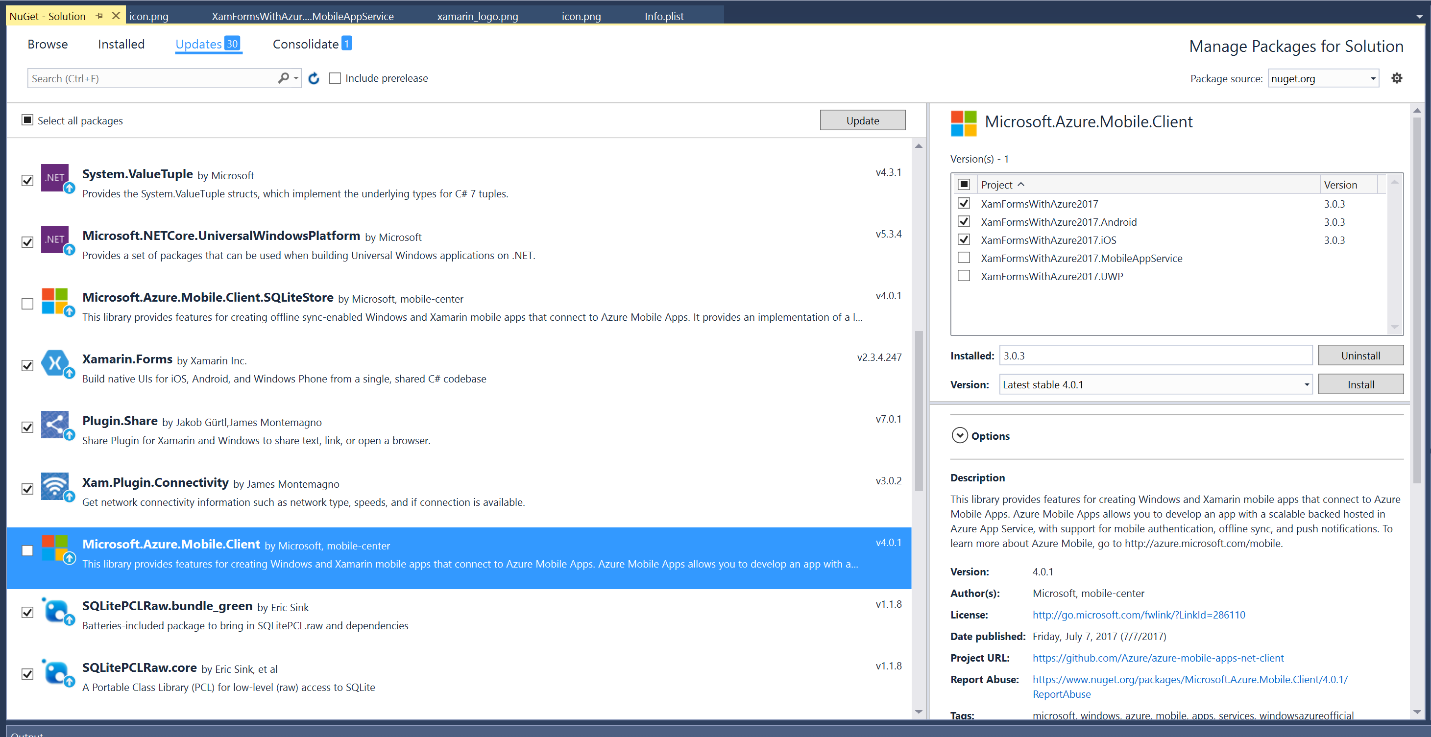 NuGet - Solution
icon.png
XamFormsWithAzur....MobileAppService
xamarin_logo.png
icon.png
Info.plist
Browse Installed Updates 30 Consolidate 1
Manage Packages for Solution
Search (Ctrl+F)
Include prerelease
Package source: nuget.org
Select all packages
Update
.NET
System.ValueTuple by Microsoft
v4.3.1
Provides the System.ValueTuple structs, which implement the underlying types for C# 7 tuples.
.NET
Microsoft.NETCore.UniversalWindowsPlatform by Microsoft
v5.3.4
Provides a set of packages that can be used when building Universal Windows applications on .NET.
Microsoft.Azure.Mobile.Client.SQLiteStore by Microsoft, mobile-center
v4.0.1
This library provides features for creating offline sync-enabled Windows and Xamarin mobile apps that connect to Azure Mobile Apps. It provides an implementation of a l...
Xamarin.Forms by Xamarin Inc.
v2.3.4.247
Build native UIs for iOS, Android, and Windows Phone from a single, shared C# codebase
Plugin.Share by Jakob Gürtl,James Montemagno
v7.0.1
Share Plugin for Xamarin and Windows to share text, link, or open a browser.
Xam.Plugin.Connectivity by James Montemagno
v3.0.2
Get network connectivity information such as network type, speeds, and if connection is available.
Microsoft.Azure.Mobile.Client by Microsoft, mobile-center
v4.0.1
This library provides features for creating Windows and Xamarin mobile apps that connect to Azure Mobile Apps. Azure Mobile Apps allows you to develop an app with a...
SQLitePCLRaw.bundle_green by Eric Sink
v1.1.8
Batteries-included package to bring in SQLitePCL.raw and dependencies
SQLitePCLRaw.core by Eric Sink, et al
v1.1.8
A Portable Class Library (PCL) for low-level (raw) access to SQLite
Microsoft.Azure.Mobile.Client
Version(s) - 1
Project Version
XamFormsWithAzure2017 3.0.3
XamFormsWithAzure2017.Android 3.0.3
XamFormsWithAzure2017.iOS 3.0.3
XamFormsWithAzure2017.MobileAppService
XamFormsWithAzure2017.UWP
Installed: 3.0.3 Uninstall
Version: Latest stable 4.0.1 Install
Options
Description
This library provides features for creating Windows and Xamarin mobile apps that connect to Azure
Mobile Apps. Azure Mobile Apps allows you to develop an app with a scalable backed hosted in
Azure App Service, with support for mobile authentication, offline sync, and push notifications. To
learn more about Azure Mobile, go to http://azure.microsoft.com/mobile.
Version: 4.0.1
Author(s): Microsoft, mobile-center
License: http://go.microsoft.com/fwlink/?LinkId=286110
Date published: Friday, July 7, 2017 (7/7/2017)
Project URL: https://github.com/Azure/azure-mobile-apps-net-client
Report Abuse: https://www.nuget.org/packages/Microsoft.Azure.Mobile.Client/4.0.1/
ReportAbuse
Tags: microsoft, windows, azure, mobile, apps, services, windowsazureofficial
Output